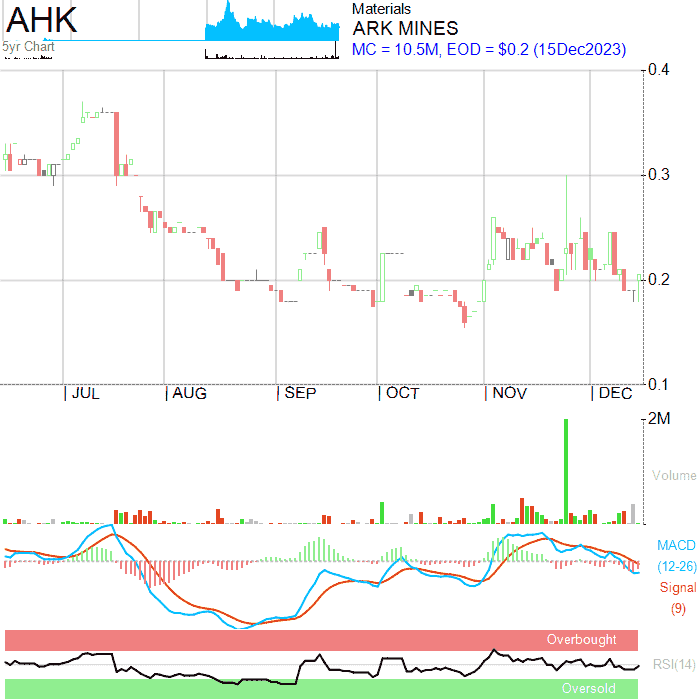 AHK
5yr Chart
Materials
ARK MINES
MC = 10.5M, EOD = $0.2 (15Dec2023)
0.4
0.3
0.2
0.1
JUL AUG SEP OCT NOV DEC
2M
Volume
MACD
(12-26)
Signal
(9)
Overbought
RSI(14)
Oversold